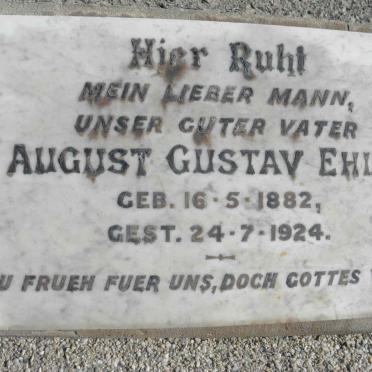 Hier Ruht
MEIN LIEBER MANN,
UNSER GUTER VATER
AUGUST GUSTAV
GEB. 16·5·1882,
GEST. 24·7·1924.
FRUEH FUER UNS, DOCH GOTTES